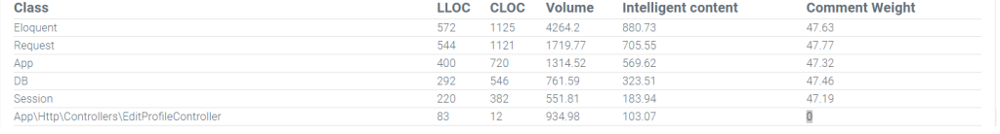 Class LLOC CLOC Volume Intelligent content Comment Weight
Eloquent 572 1125 4264.2 880.73 47.63
Request 544 1121 1719.77 705.55 47.77
App 400 720 1314.52 569.62 47.32
DB 292 546 761.59 323.51 47.46
Session 220 382 551.81 183.94 47.19
App\Http\Controllers\EditProfileController 83 12 934.98 103.07 0